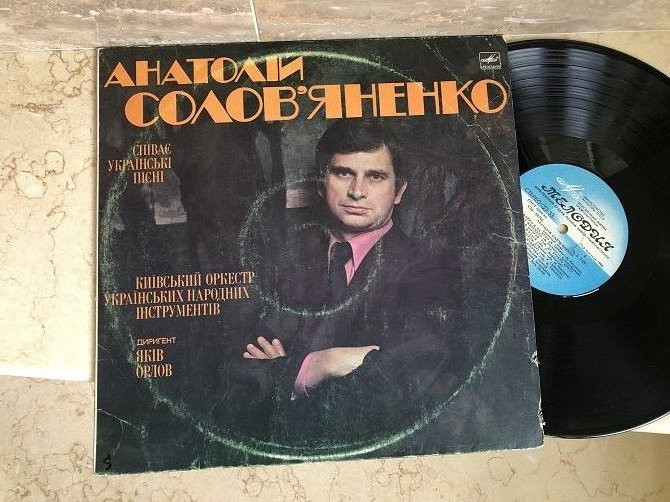 АНАТОЛІЙ
СОЛОВ'ЯНЕНКО
СПІВАЄ
УКРАЇНСЬКІ
ПІСНІ
КИЇВСЬКИЙ ОРКЕСТР
УКРАЇНСЬКИХ НАРОДНИХ
ІНСТРУМЕНТІВ
ДИРИГЕНТ
ЯКІВ
ОРЛОВ
МЕЛОДИЯ